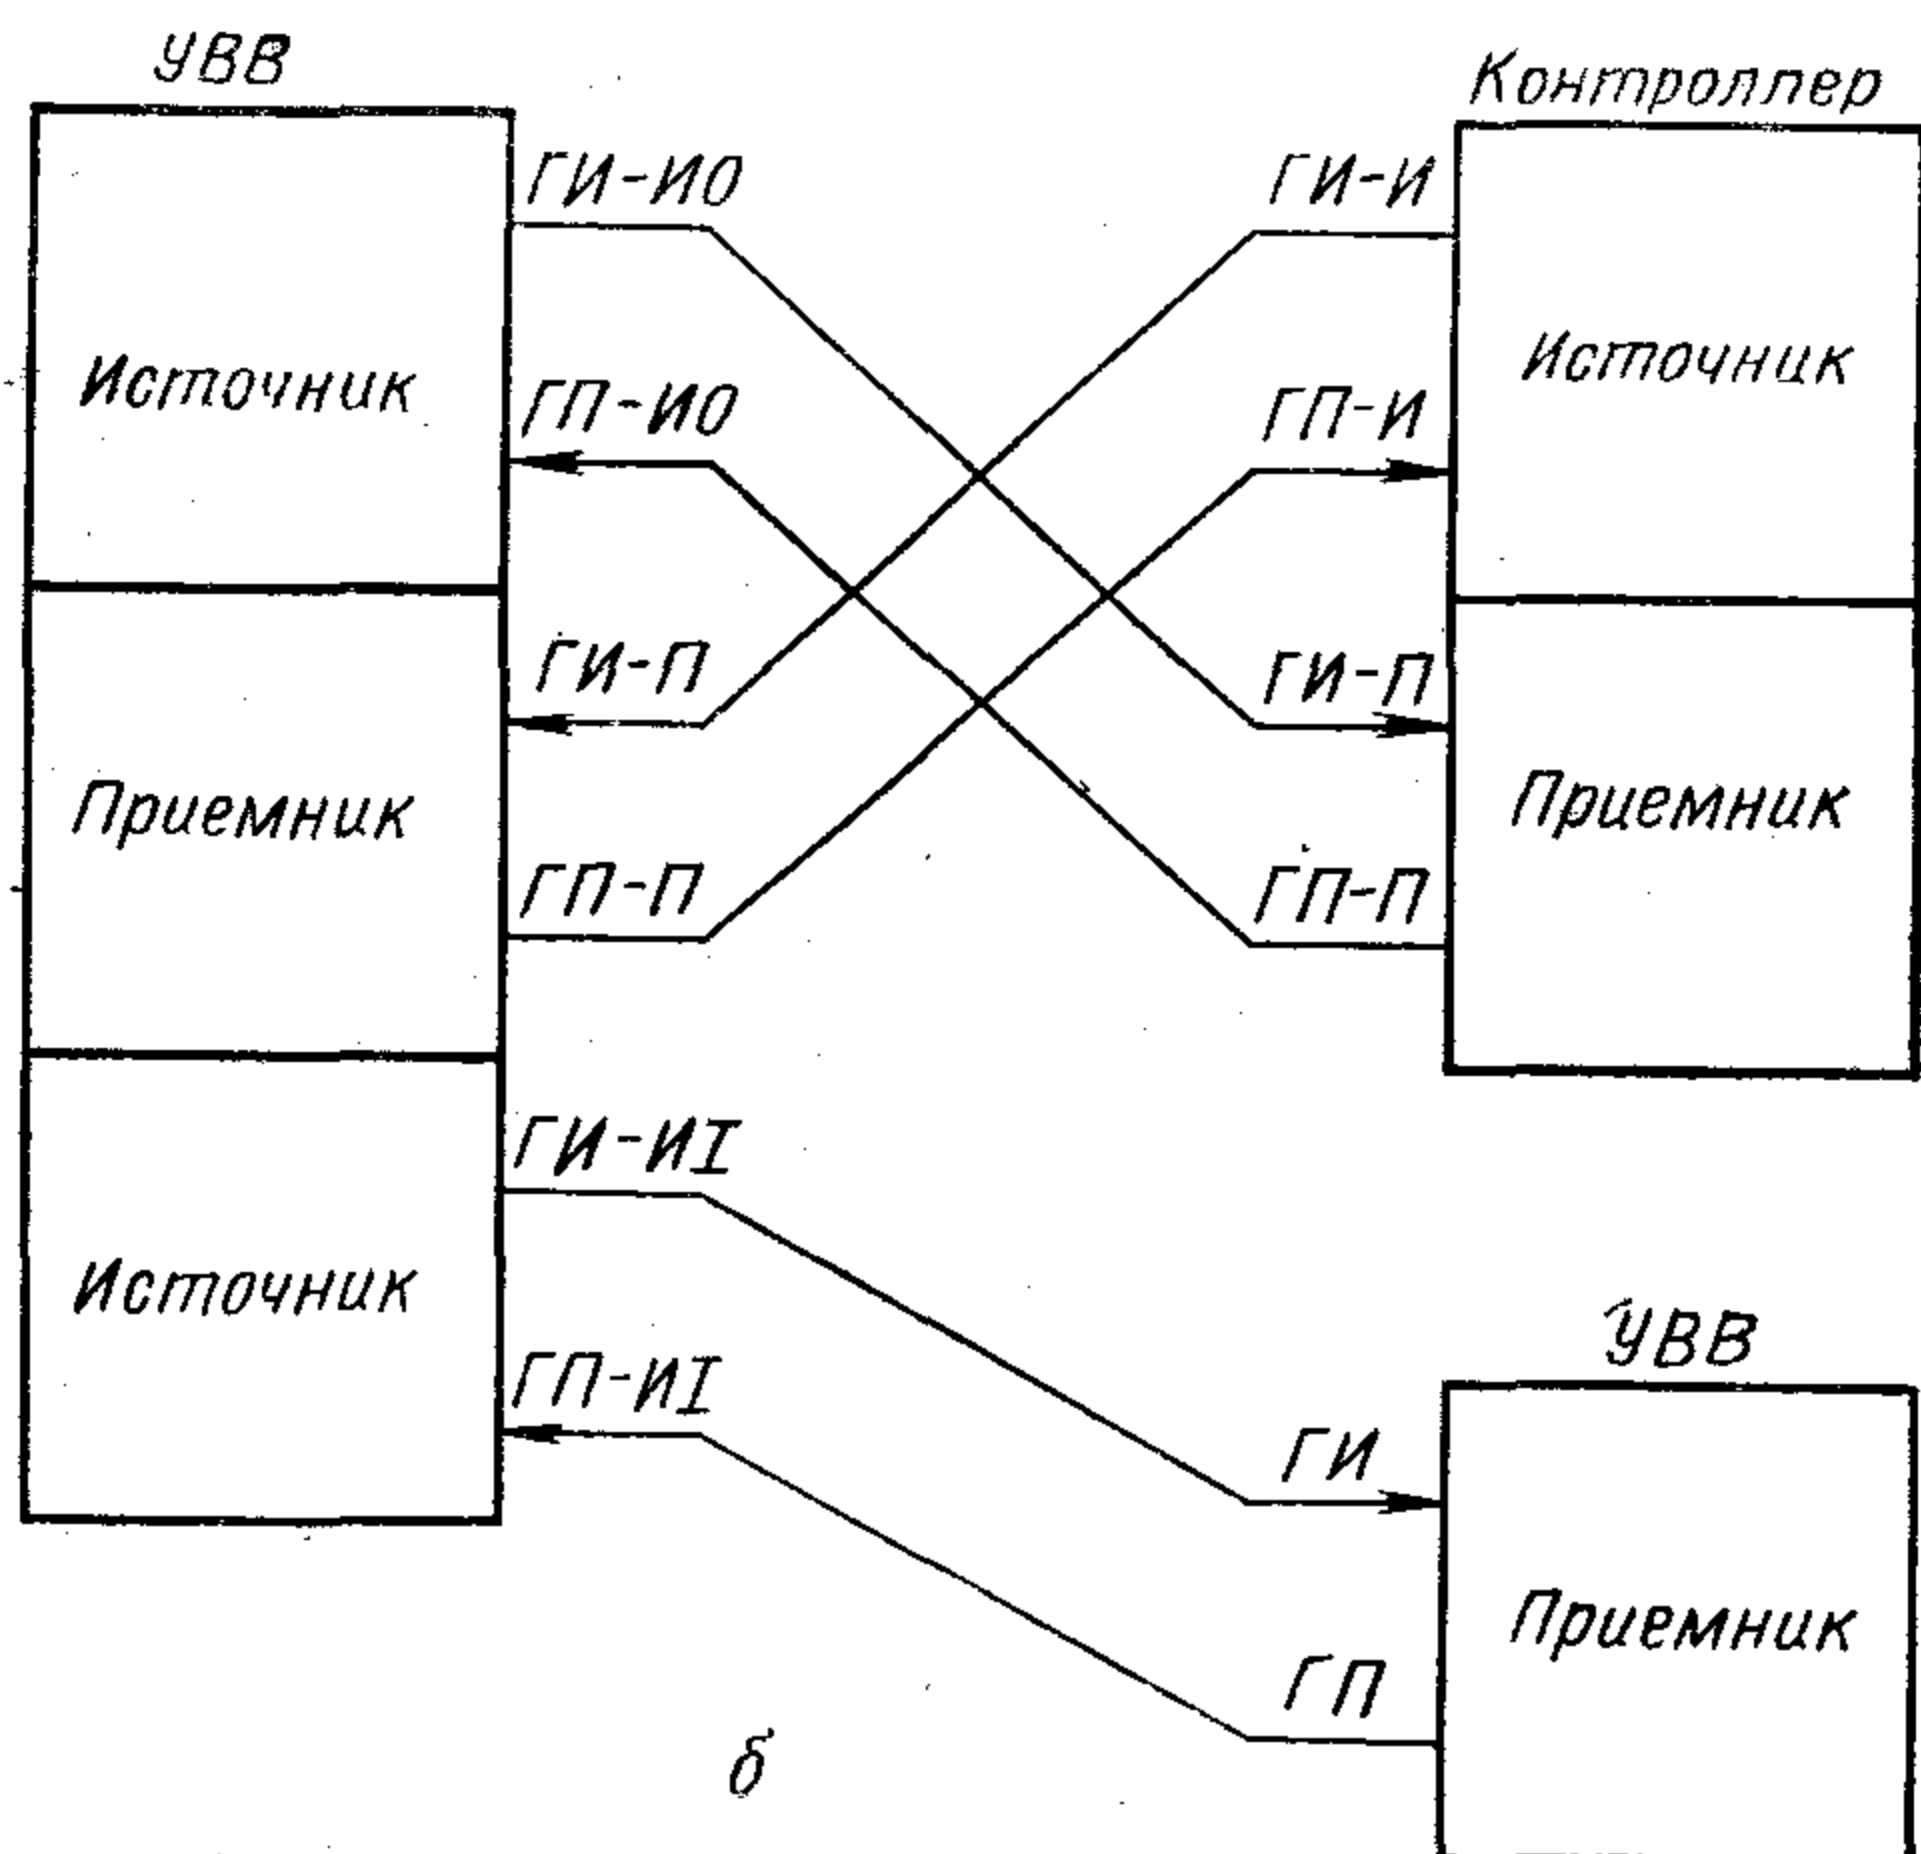 УВВ
Контроллер
ГИ-ИО
ГИ-И
Источник
Источник
ГП-ИО
ГП-И
ГИ-П
ГИ-П
Приемник
Приемник
ГП-П
ГП-П
ГИ-ИI
Источник
УВВ
ГП-ИI
ГИ
Приемник
ГП
б